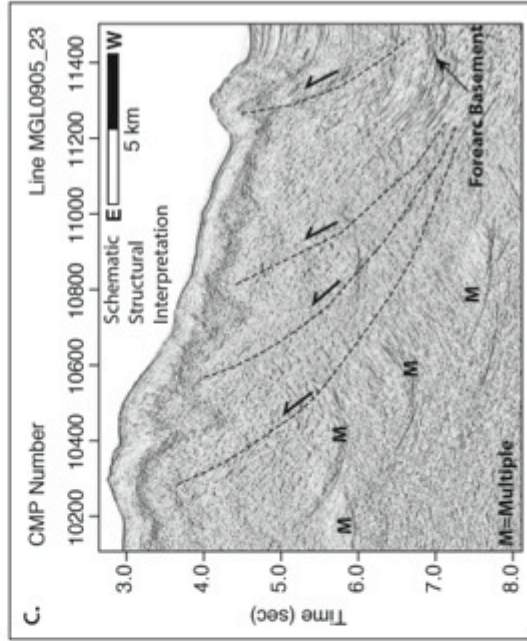 C.
CMP Number
Line MGL0905_23
10200
10400
10600
10800
11000
11200
11400
Schematic
Structural
Interpretation
E
W
5 km
Time (sec)
3.0
4.0
5.0
6.0
7.0
8.0
M
M
M
M
Forearc Basement
M=Multiple